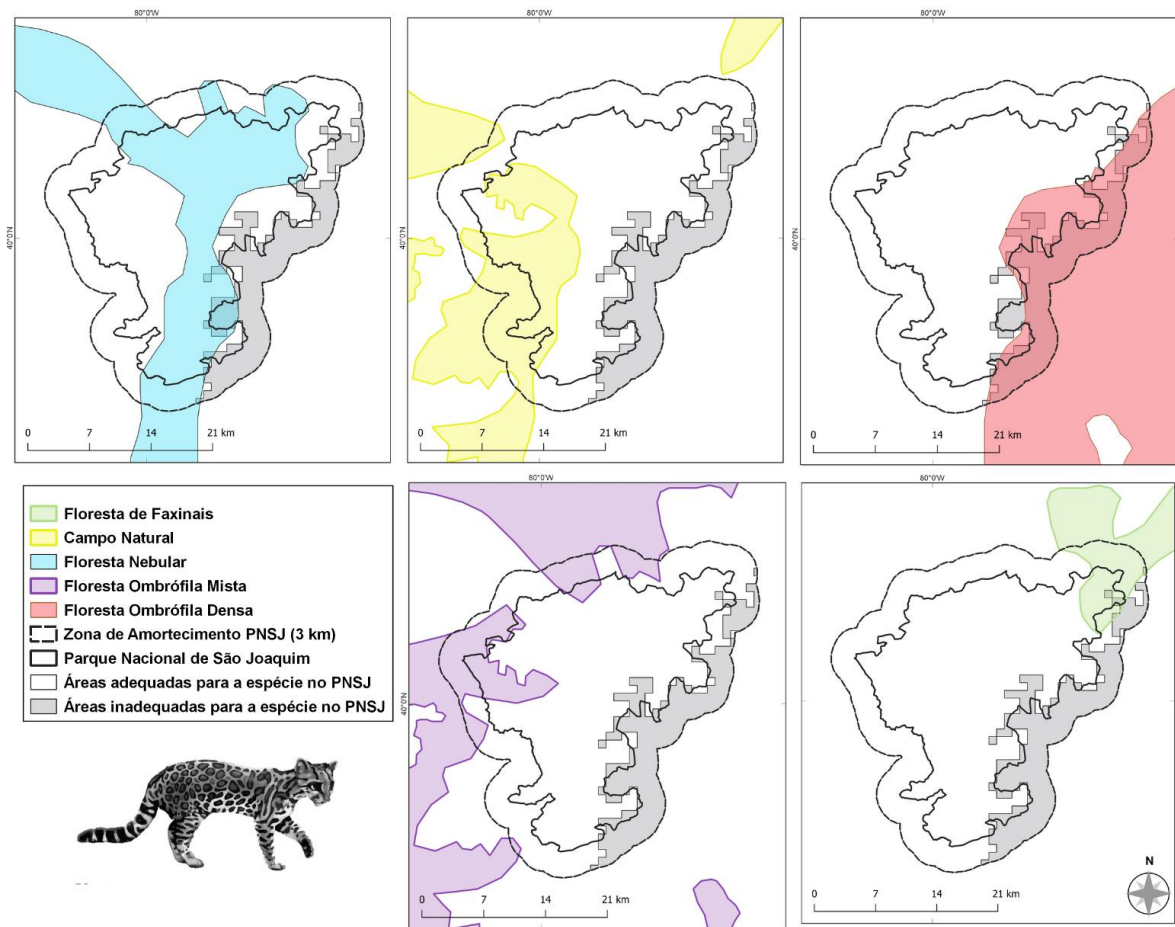 80°0'W
40°0'N
0 7 14 21 km
80°0'W
40°0'N
0 7 14 21 km
80°0'W
40°0'N
0 7 14 21 km
Floresta de Faxinais
Campo Natural
Floresta Nebular
Floresta Ombrófila Mista
Floresta Ombrófila Densa
Zona de Amortecimento PNSJ (3 km)
Parque Nacional de São Joaquim
Áreas adequadas para a espécie no PNSJ
Áreas inadequadas para a espécie no PNSJ
80°0'W
40°0'N
0 7 14 21 km
80°0'W
40°0'N
0 7 14 21 km
N